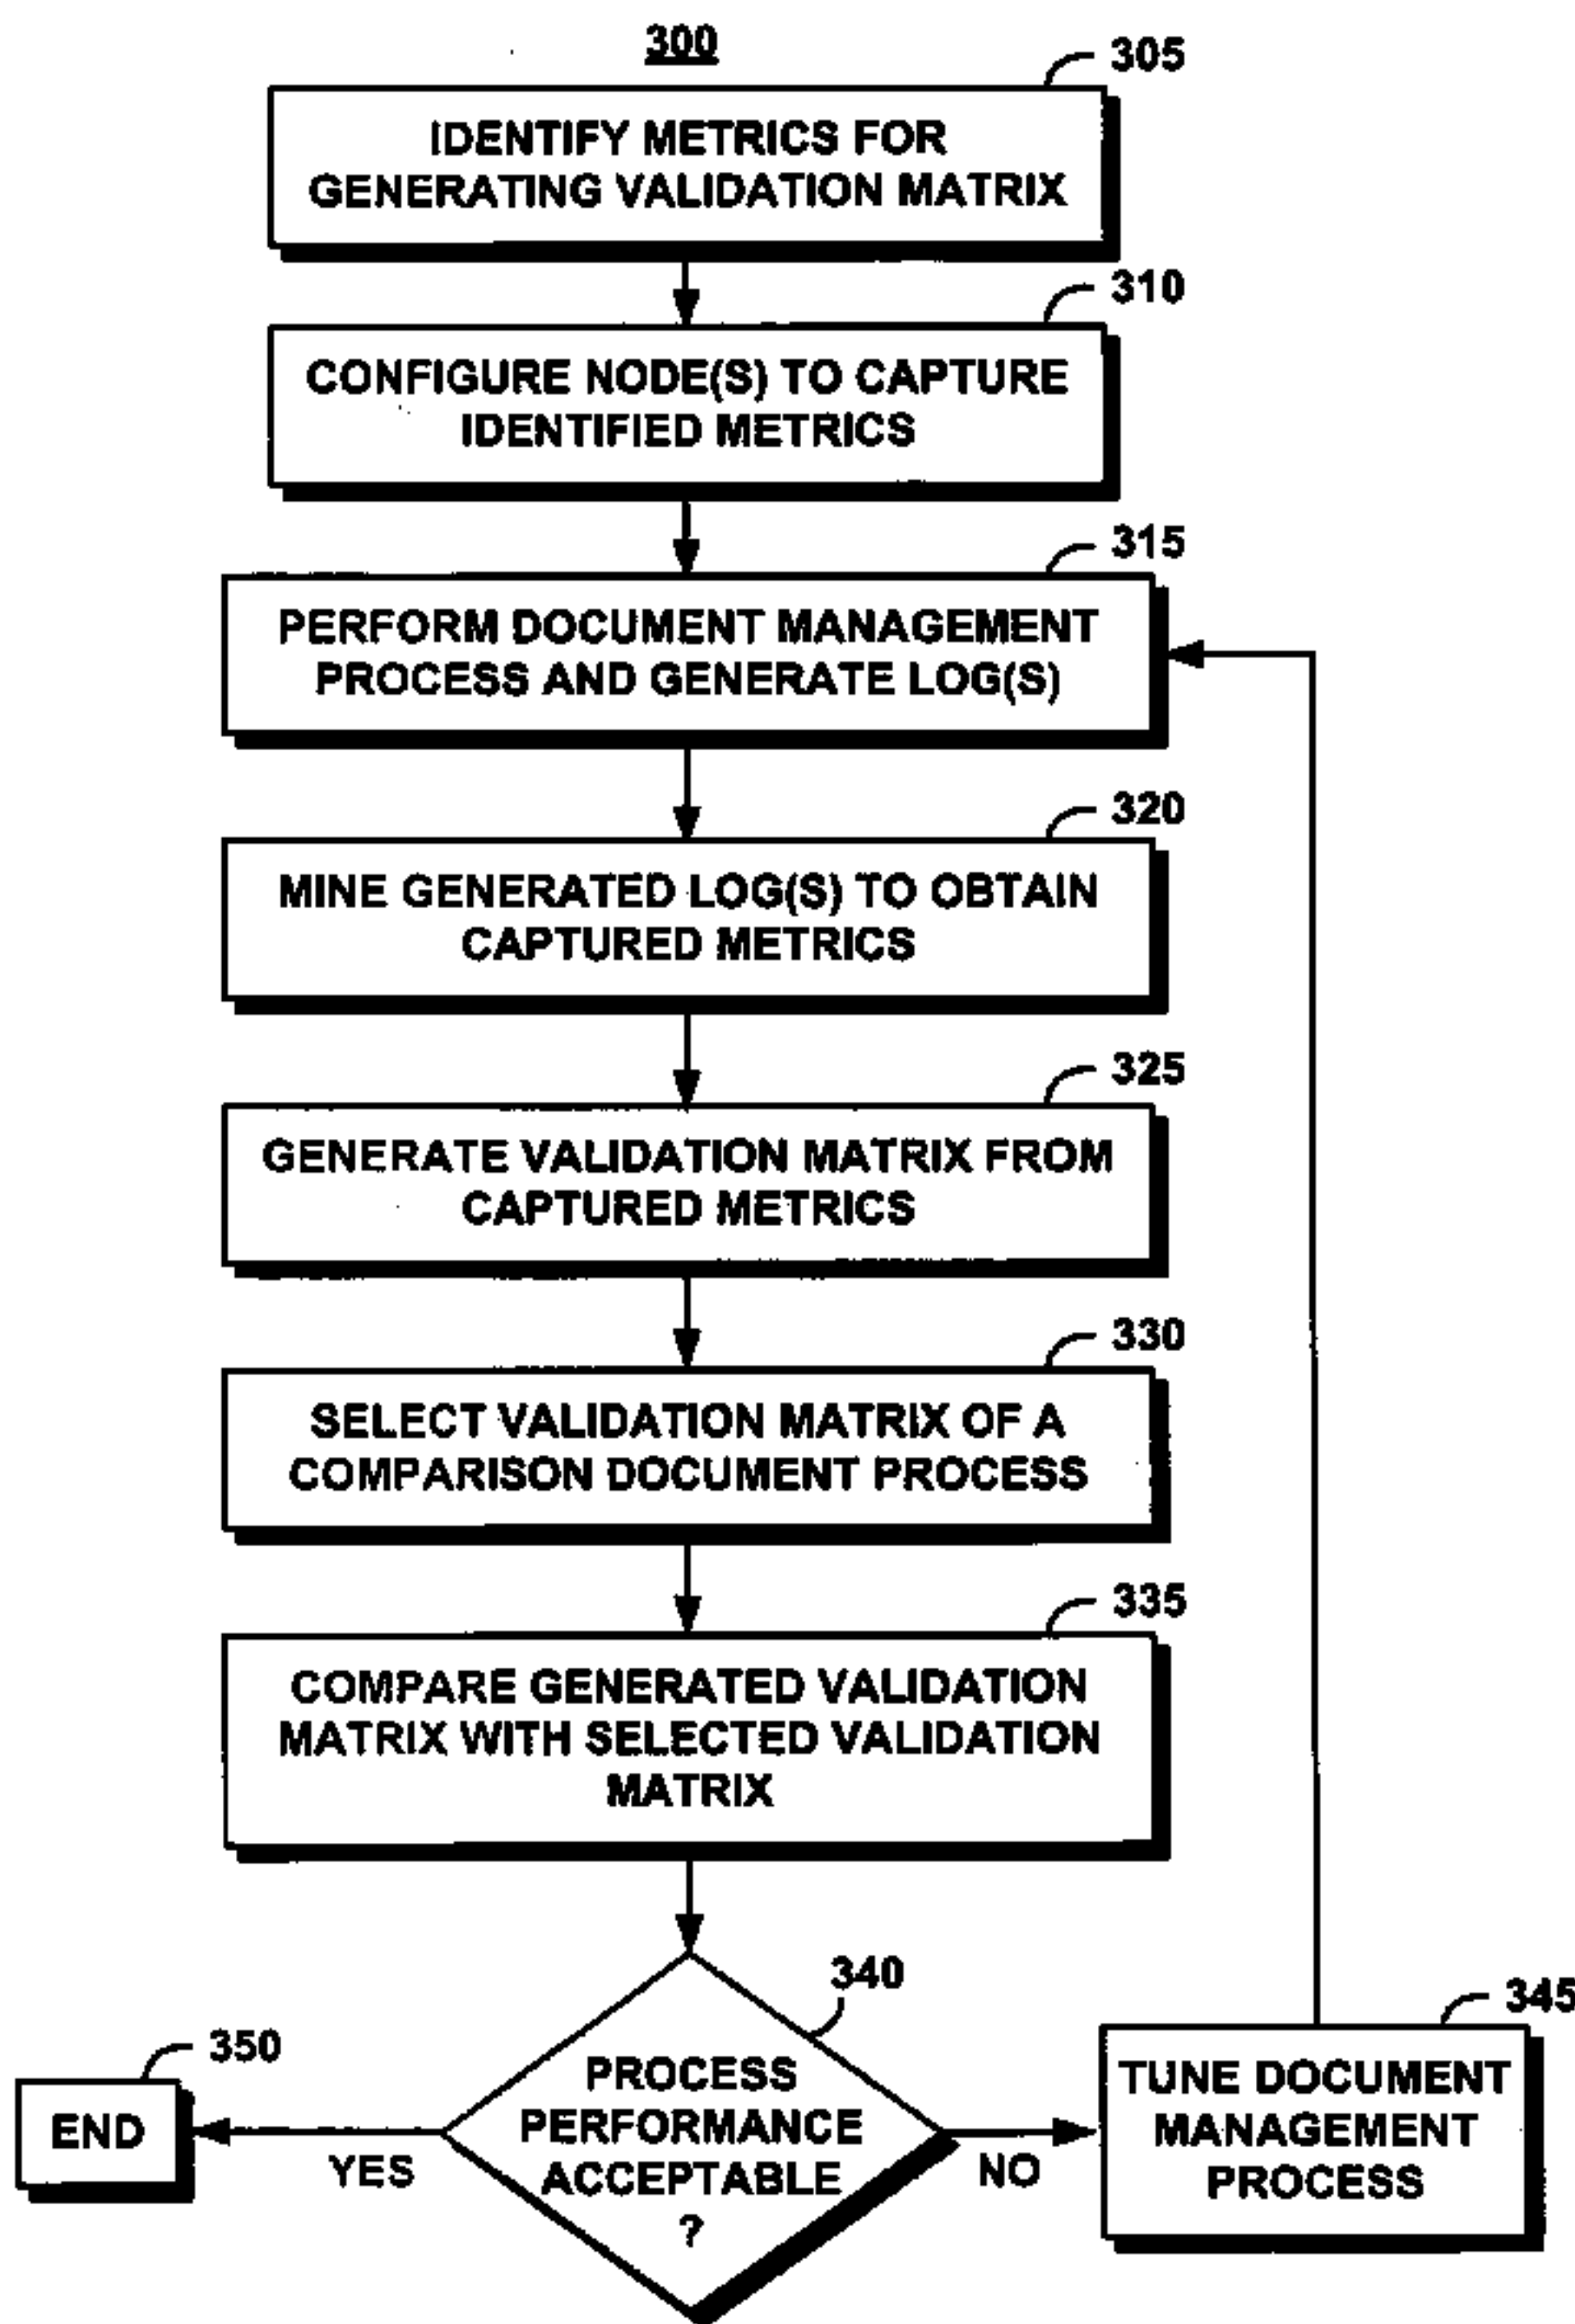 300
305
IDENTIFY METRICS FOR
GENERATING VALIDATION MATRIX
310
CONFIGURE NODE(S) TO CAPTURE
IDENTIFIED METRICS
315
PERFORM DOCUMENT MANAGEMENT
PROCESS AND GENERATE LOG(S)
320
MINE GENERATED LOG(S) TO OBTAIN
CAPTURED METRICS
325
GENERATE VALIDATION MATRIX FROM
CAPTURED METRICS
330
SELECT VALIDATION MATRIX OF A
COMPARISON DOCUMENT PROCESS
335
COMPARE GENERATED VALIDATION
MATRIX WITH SELECTED VALIDATION
MATRIX
340
PROCESS
PERFORMANCE
ACCEPTABLE
?
YES
350
END
NO
345
TUNE DOCUMENT
MANAGEMENT
PROCESS